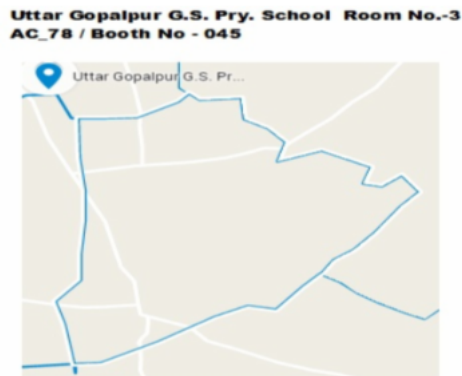 Uttar Gopalpur G.S. Pry. School Room No.-3
AC_78 / Booth No - 045
Uttar Gopalpur G.S. Pr...